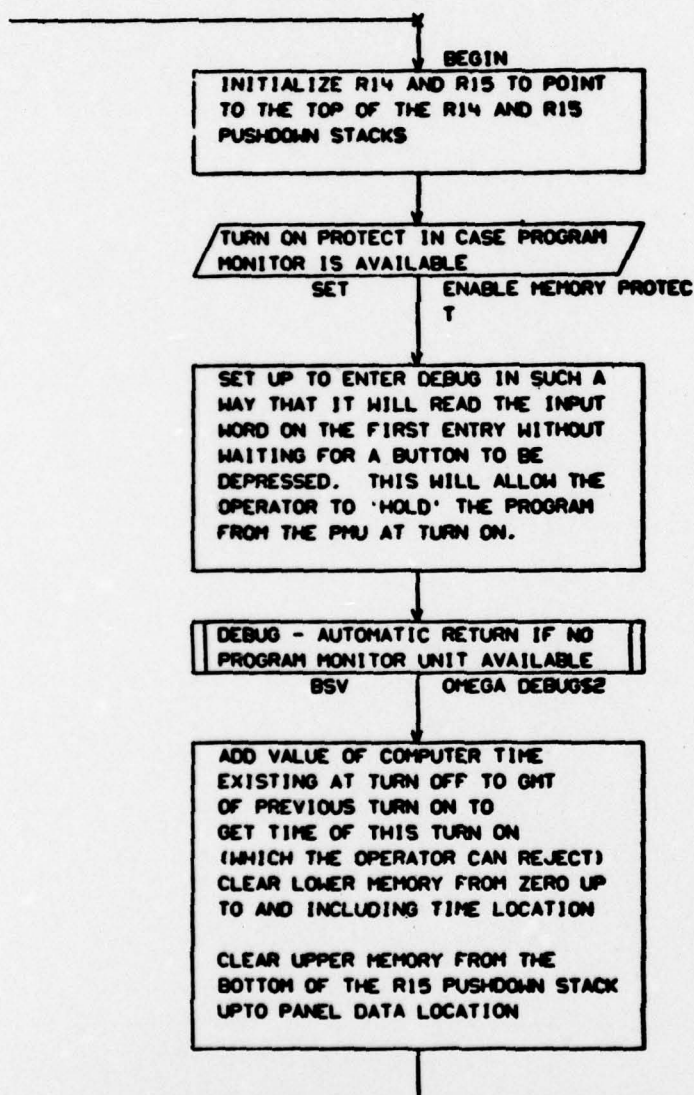 BEGIN
INITIALIZE R14 AND R15 TO POINT
TO THE TOP OF THE R14 AND R15
PUSHDOWN STACKS
TURN ON PROTECT IN CASE PROGRAM
MONITOR IS AVAILABLE
SET ENABLE MEMORY PROTEC
T
SET UP TO ENTER DEBUG IN SUCH A
WAY THAT IT WILL READ THE INPUT
WORD ON THE FIRST ENTRY WITHOUT
WAITING FOR A BUTTON TO BE
DEPRESSED. THIS WILL ALLOW THE
OPERATOR TO 'HOLD' THE PROGRAM
FROM THE PMU AT TURN ON.
DEBUG - AUTOMATIC RETURN IF NO
PROGRAM MONITOR UNIT AVAILABLE
BSV OMEGA DEBUG$2
ADD VALUE OF COMPUTER TIME
EXISTING AT TURN OFF TO GMT
OF PREVIOUS TURN ON TO
GET TIME OF THIS TURN ON
(WHICH THE OPERATOR CAN REJECT)
CLEAR LOWER MEMORY FROM ZERO UP
TO AND INCLUDING TIME LOCATION
CLEAR UPPER MEMORY FROM THE
BOTTOM OF THE R15 PUSHDOWN STACK
UPTO PANEL DATA LOCATION